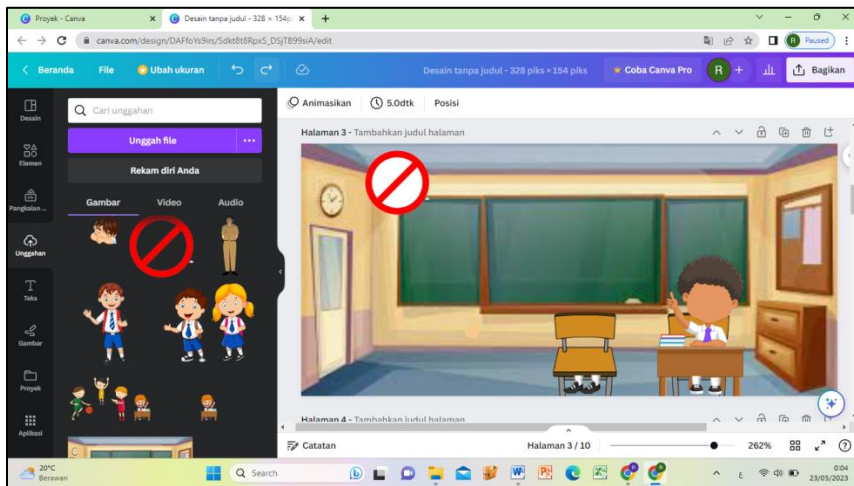 Proyek - Canva
Desain tanpa judul - 328 × 154p
canva.com/design/DAFfoYs9irs/Sdkt8t8RpxS_DSjTB99siA/edit
R Paused
Beranda File Ubah ukuran
Desain tanpa judul - 328 piks × 154 piks
Coba Canva Pro
R
Bagikan
Desain
Elemen
Pangkalan ...
Unggahan
Teks
Gambar
Proyek
Aplikasi
Cari unggahan
Unggah file
Rekam diri Anda
Gambar Video Audio
Animasikan 5.0dtk Posisi
Halaman 3 - Tambahkan judul halaman
Halaman 4 - Tambahkan judul halaman
Catatan
Halaman 3 / 10
262%
20°C
Berawan
Search
0:04
23/05/2023